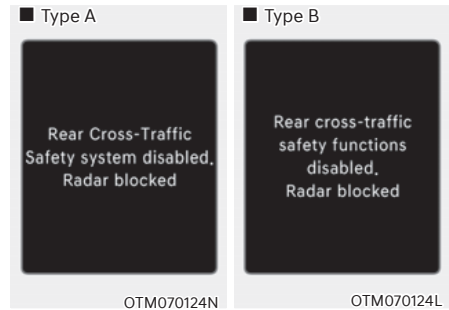 ■ Type A
Rear Cross-Traffic
Safety system disabled.
Radar blocked
OTM070124N
■ Type B
Rear cross-traffic
safety functions
disabled.
Radar blocked
OTM070124L